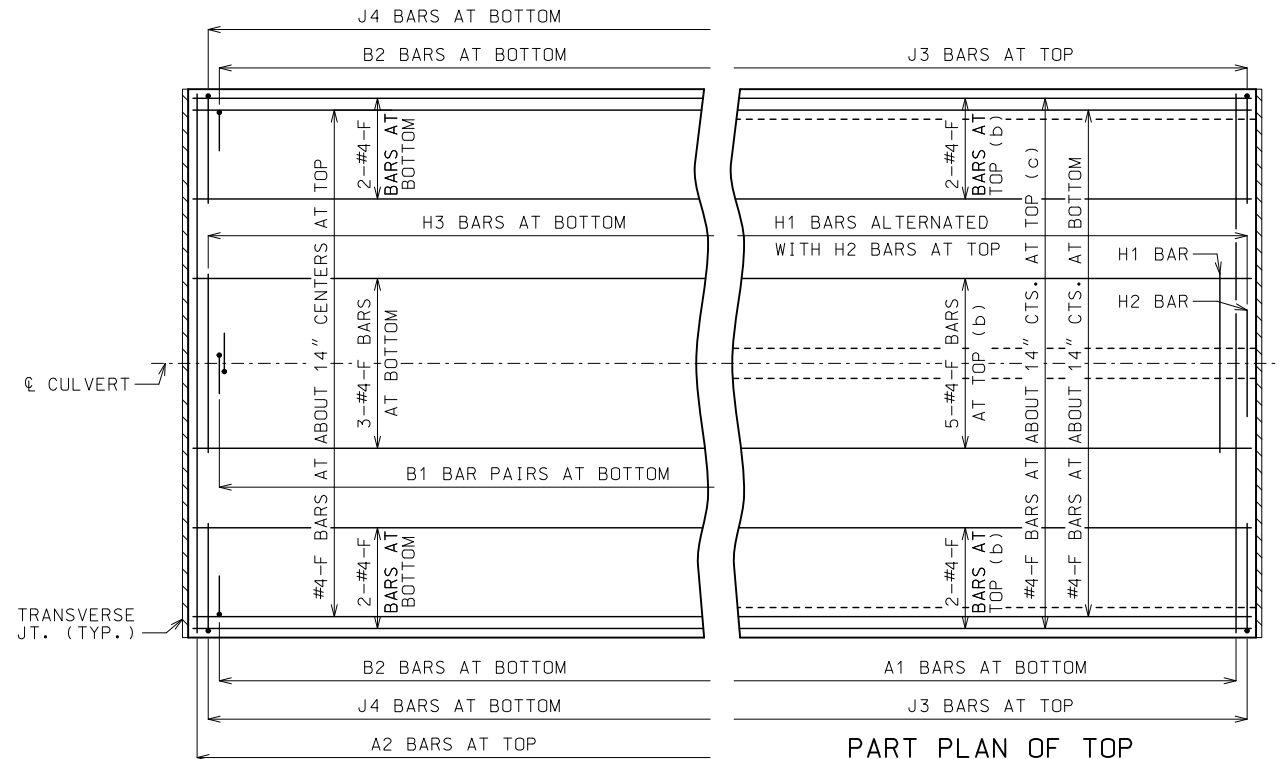 J4 BARS AT BOTTOM
B2 BARS AT BOTTOM
J3 BARS AT TOP
2-#4-F
BARS AT
BOTTOM
2-#4-F
BARS AT
TOP (b)
#4-F BARS AT ABOUT 14" CENTERS AT TOP
#4-F BARS AT ABOUT 14" CTS. AT TOP (c)
#4-F BARS AT ABOUT 14" CTS. AT BOTTOM
H3 BARS AT BOTTOM
H1 BARS ALTERNATED
WITH H2 BARS AT TOP
H1 BAR
H2 BAR
3-#4-F BARS
AT BOTTOM
5-#4-F BARS
AT TOP (b)
℄ CULVERT
B1 BAR PAIRS AT BOTTOM
2-#4-F
BARS AT
BOTTOM
2-#4-F
BARS AT
TOP (b)
TRANSVERSE
JT. (TYP.)
B2 BARS AT BOTTOM
A1 BARS AT BOTTOM
J4 BARS AT BOTTOM
J3 BARS AT TOP
A2 BARS AT TOP
PART PLAN OF TOP